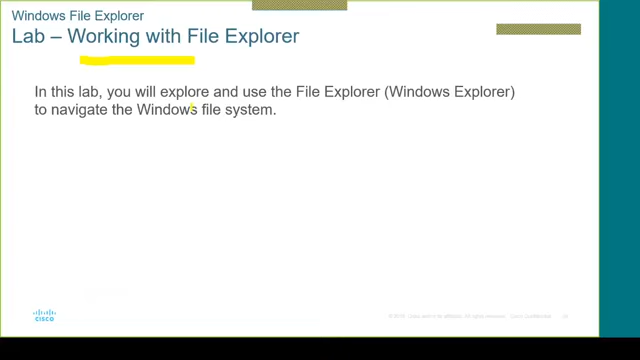 Windows File Explorer
Lab – Working with File Explorer
In this lab, you will explore and use the File Explorer (Windows Explorer)
to navigate the Windows file system.
CISCO